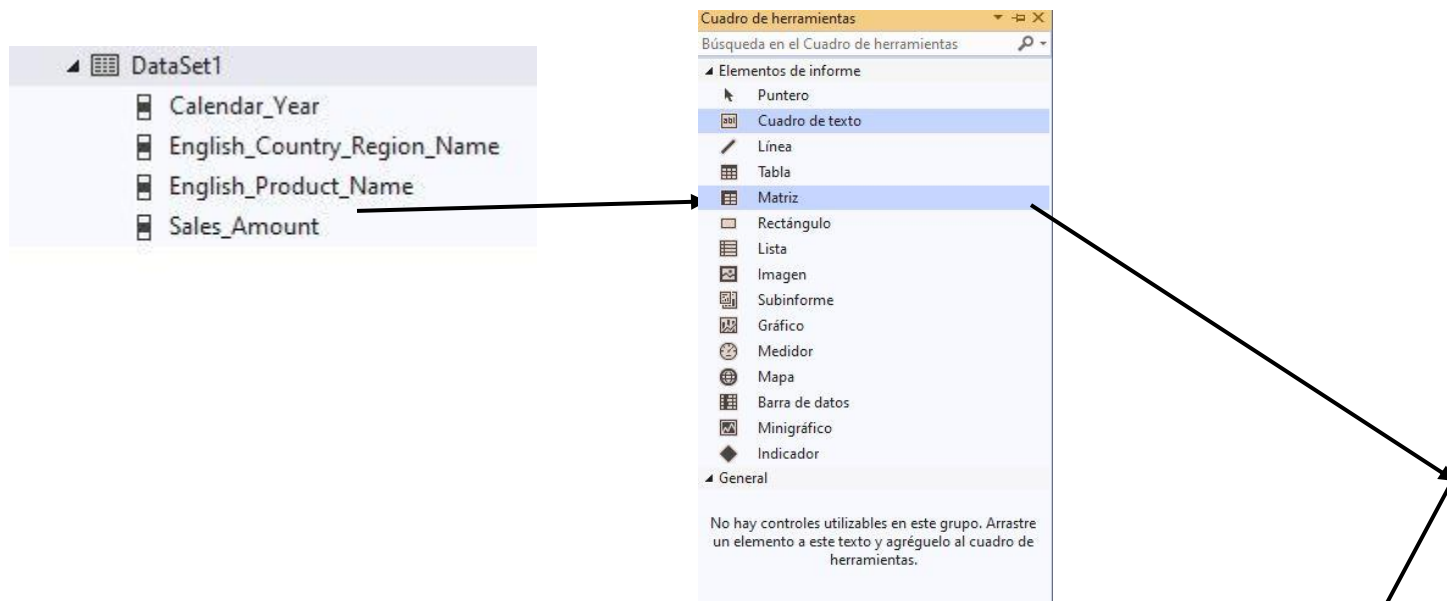 DataSet1
Calendar_Year
English_Country_Region_Name
English_Product_Name
Sales_Amount
Cuadro de herramientas
Búsqueda en el Cuadro de herramientas
Elementos de informe
Puntero
abl Cuadro de texto
Línea
Tabla
Matriz
Rectángulo
Lista
Imagen
Subinforme
Gráfico
Medidor
Mapa
Barra de datos
Minigráfico
Indicador
General
No hay controles utilizables en este grupo. Arrastre
un elemento a este texto y agréguelo al cuadro de
herramientas.